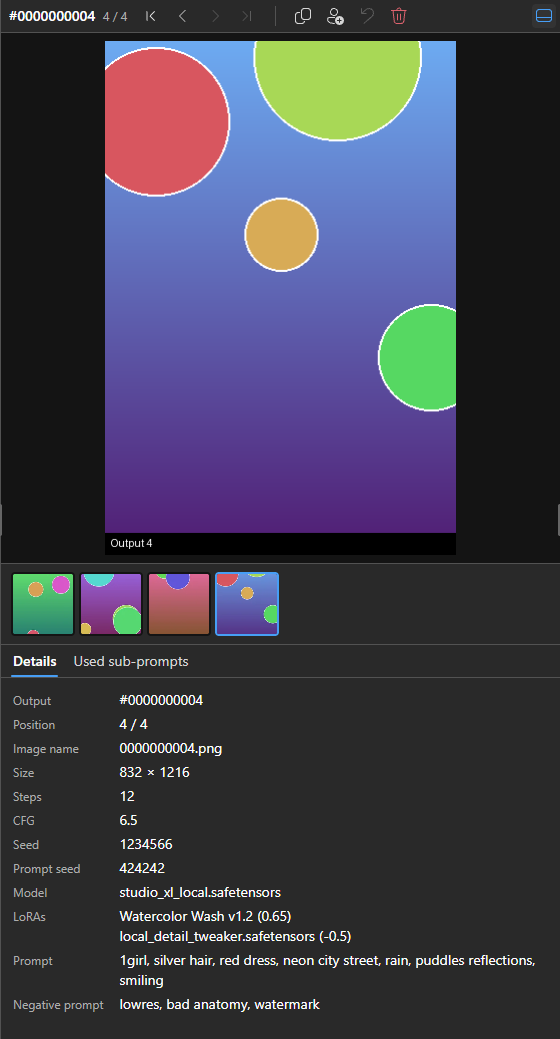 #0000000004 4 / 4
Output 4
Details Used sub-prompts
Output #0000000004
Position 4 / 4
Image name 0000000004.png
Size 832 × 1216
Steps 12
CFG 6.5
Seed 1234566
Prompt seed 424242
Model studio_xl_local.safetensors
LoRAs Watercolor Wash v1.2 (0.65)
local_detail_tweaker.safetensors (-0.5)
Prompt 1girl, silver hair, red dress, neon city street, rain, puddles reflections,
smiling
Negative prompt lowres, bad anatomy, watermark